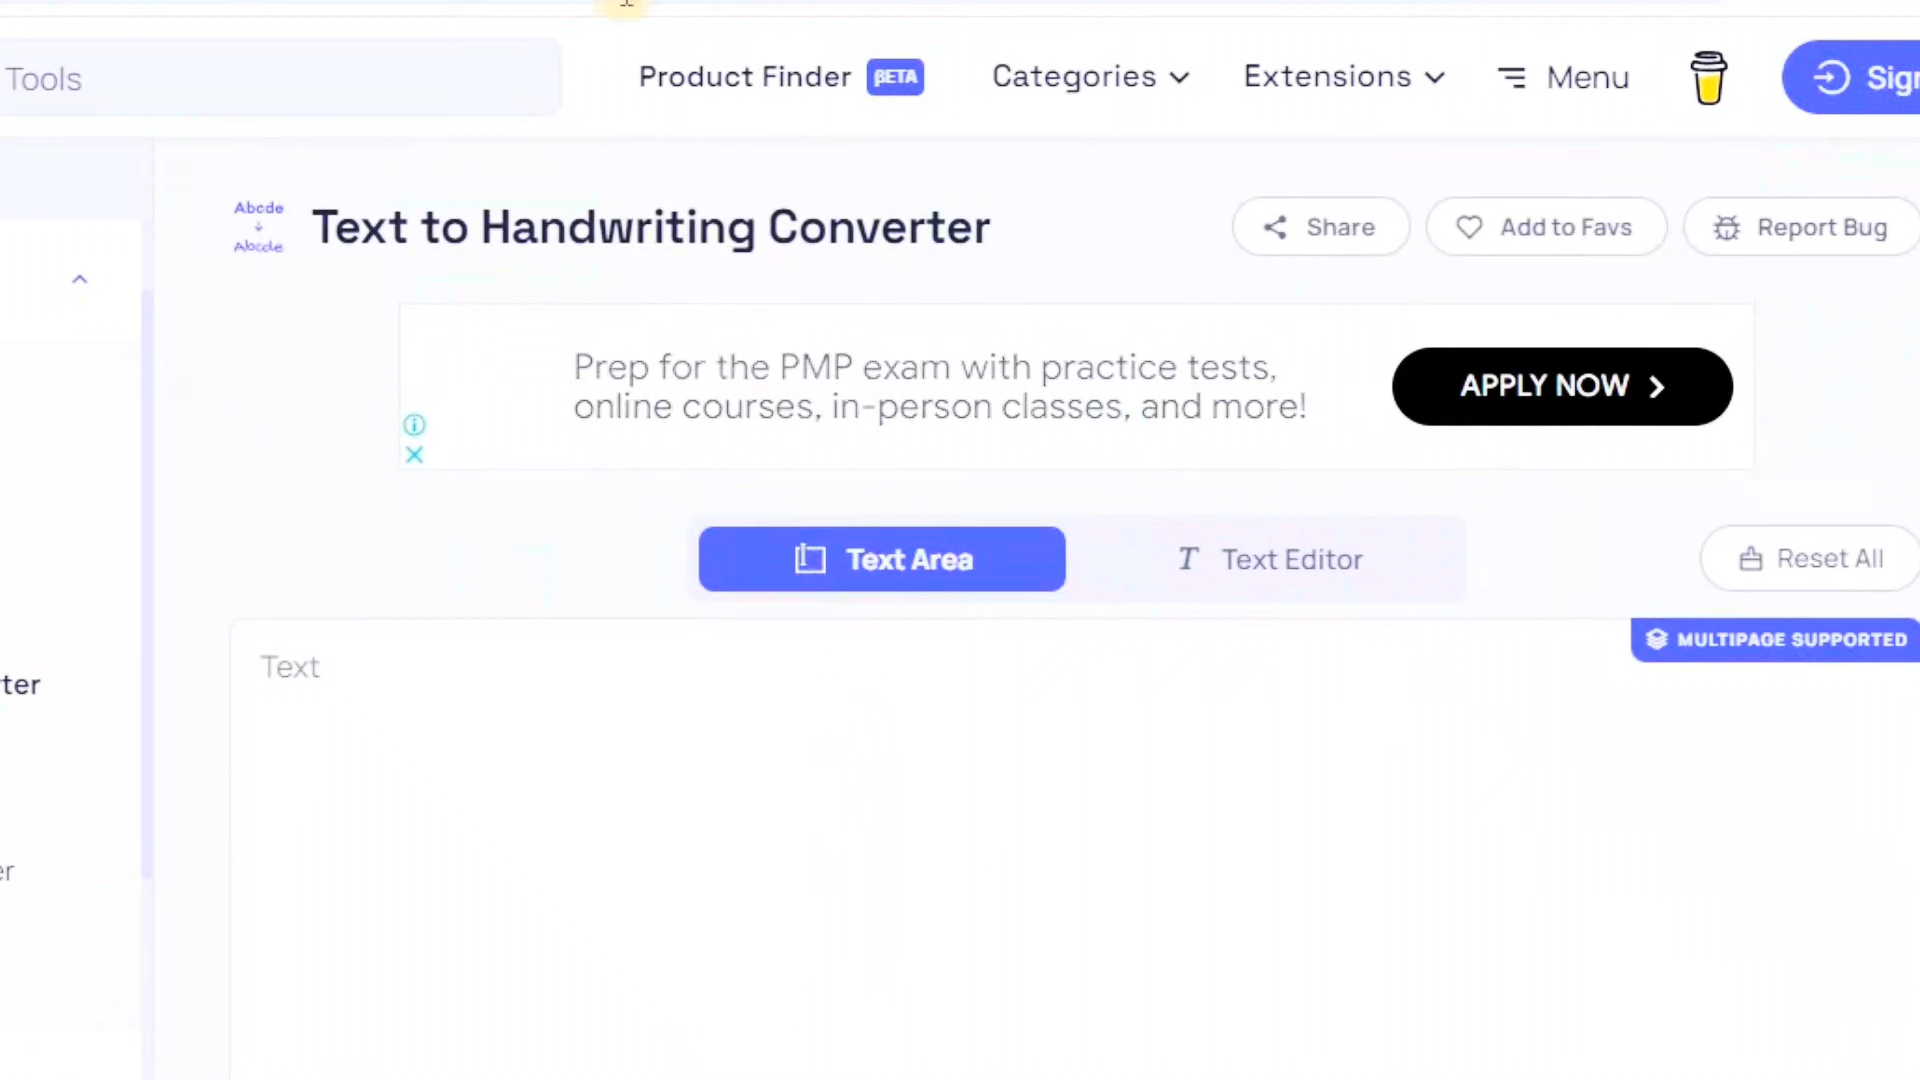 Tools
Product Finder BETA
Categories
Extensions
Menu
Sign
Abcde
Abcde
Text to Handwriting Converter
Share
Add to Favs
Report Bug
Prep for the PMP exam with practice tests,
online courses, in-person classes, and more!
APPLY NOW
Text Area
Text Editor
Reset All
MULTIPAGE SUPPORTED
Text
ter
er